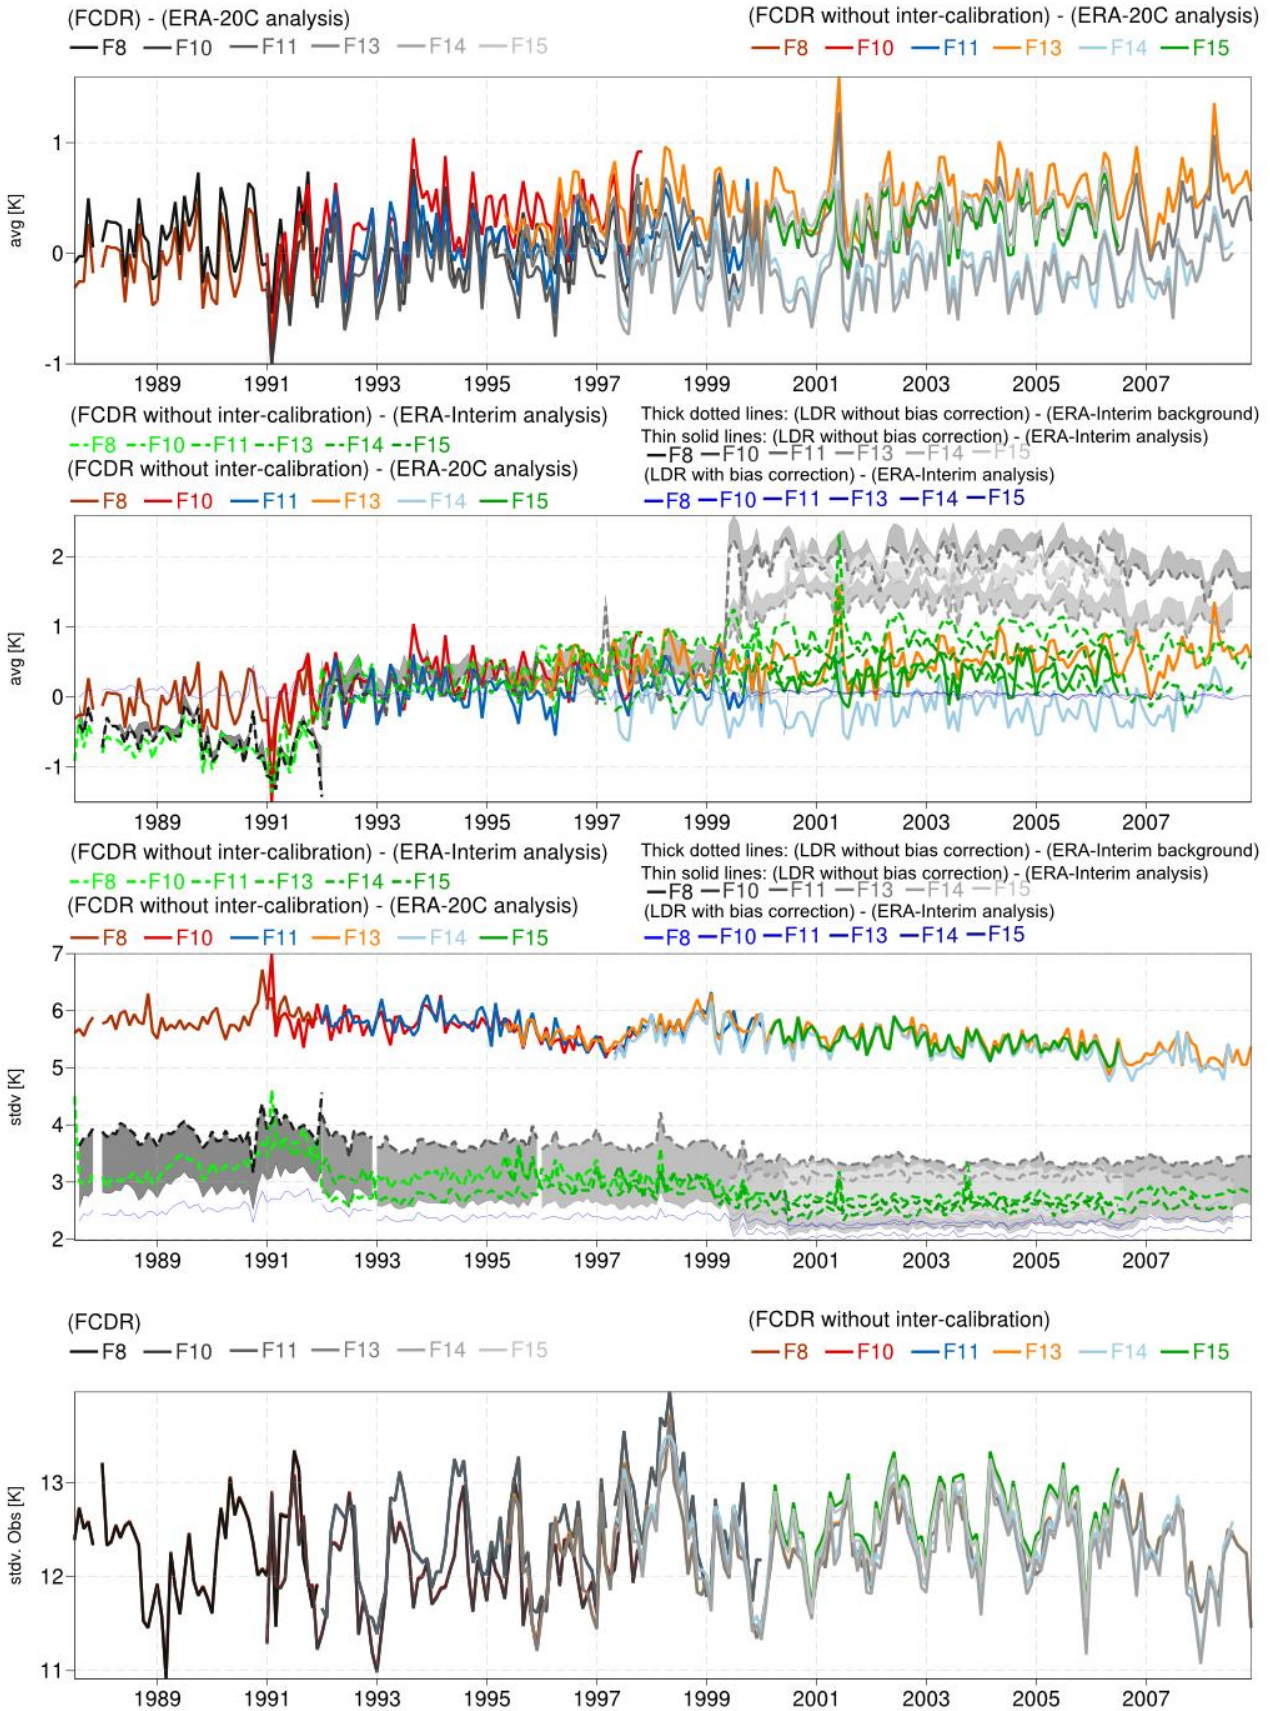 (FCDR) - (ERA-20C analysis)
F8 F10 F11 F13 F14 F15
(FCDR without inter-calibration) - (ERA-20C analysis)
F8 F10 F11 F13 F14 F15
avg [K]
1
0
-1
1989 1991 1993 1995 1997 1999 2001 2003 2005 2007
(FCDR without inter-calibration) - (ERA-Interim analysis)
F8 F10 F11 F13 F14 F15
(FCDR without inter-calibration) - (ERA-20C analysis)
F8 F10 F11 F13 F14 F15
Thick dotted lines: (LDR without bias correction) - (ERA-Interim background)
Thin solid lines: (LDR without bias correction) - (ERA-Interim analysis)
F8 F10 F11 F13 F14 F15
(LDR with bias correction) - (ERA-Interim analysis)
F8 F10 F11 F13 F14 F15
avg [K]
2
1
0
-1
1989 1991 1993 1995 1997 1999 2001 2003 2005 2007
(FCDR without inter-calibration) - (ERA-Interim analysis)
F8 F10 F11 F13 F14 F15
(FCDR without inter-calibration) - (ERA-20C analysis)
F8 F10 F11 F13 F14 F15
Thick dotted lines: (LDR without bias correction) - (ERA-Interim background)
Thin solid lines: (LDR without bias correction) - (ERA-Interim analysis)
F8 F10 F11 F13 F14 F15
(LDR with bias correction) - (ERA-Interim analysis)
F8 F10 F11 F13 F14 F15
stdv [K]
7
6
5
4
3
2
1989 1991 1993 1995 1997 1999 2001 2003 2005 2007
(FCDR)
F8 F10 F11 F13 F14 F15
(FCDR without inter-calibration)
F8 F10 F11 F13 F14 F15
stdv. Obs [K]
13
12
11
1989 1991 1993 1995 1997 1999 2001 2003 2005 2007